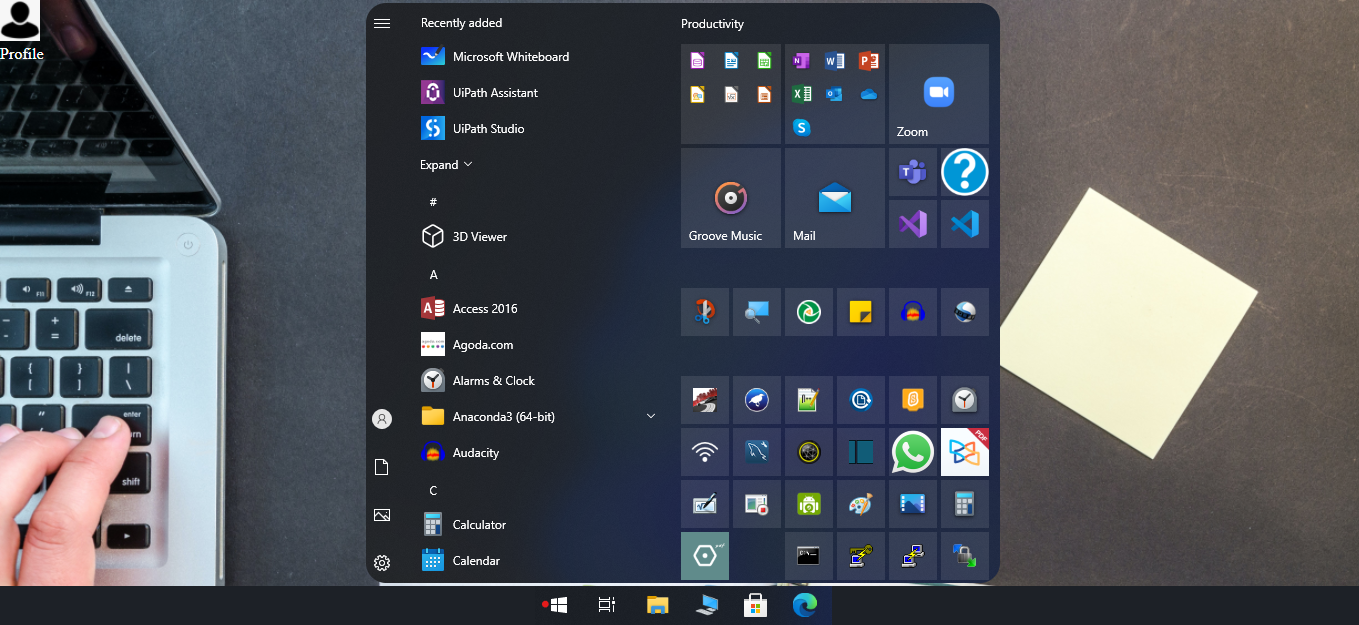 Profile
Recently added
Microsoft Whiteboard
UiPath Assistant
UiPath Studio
Expand
#
3D Viewer
A
Access 2016
Agoda.com
Alarms & Clock
Anaconda3 (64-bit)
Audacity
C
Calculator
Calendar
Productivity
Zoom
Groove Music
Mail
PDF
F11
F12
delete
enter
shift